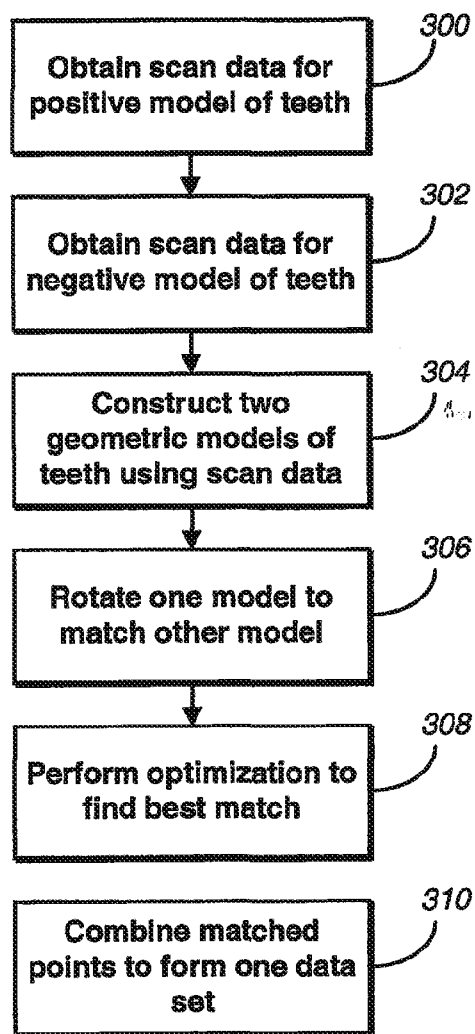 300
Obtain scan data for
positive model of teeth
302
Obtain scan data for
negative model of teeth
304
Construct two
geometric models of
teeth using scan data
306
Rotate one model to
match other model
308
Perform optimization to
find best match
310
Combine matched
points to form one data
set